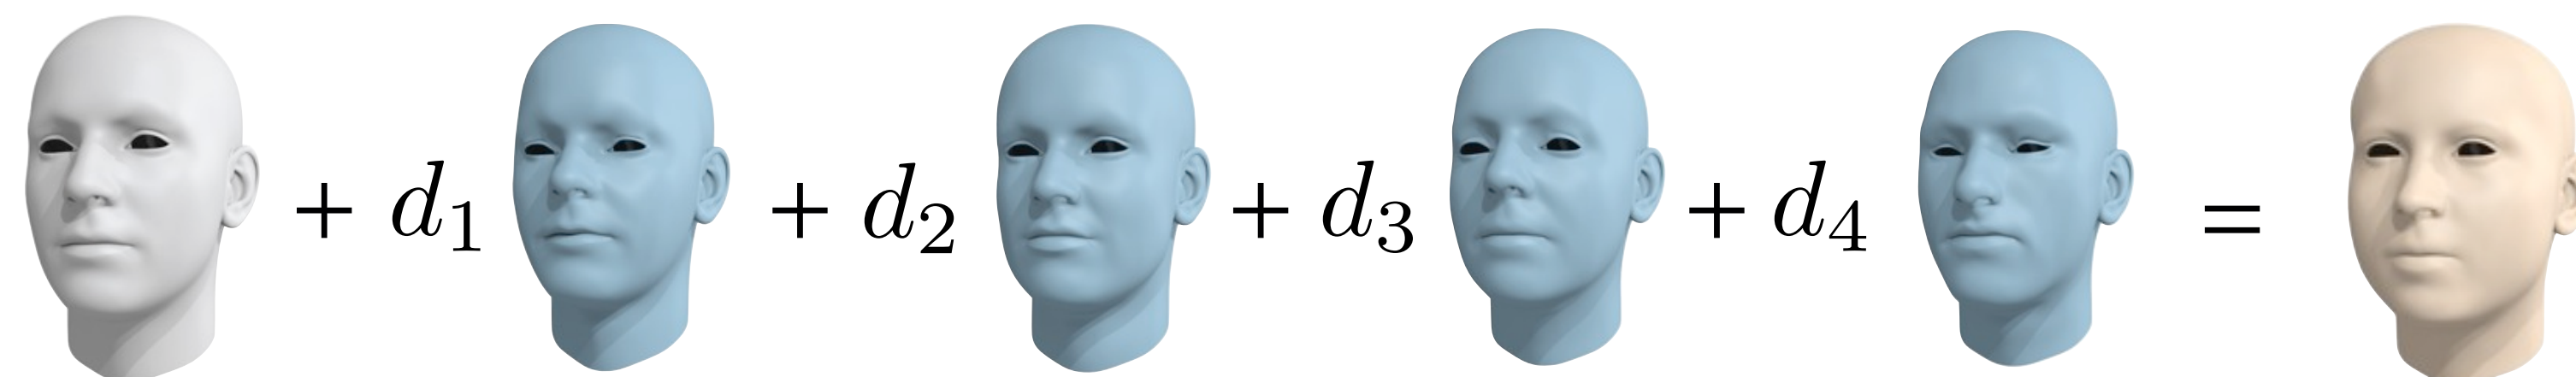 + d₁ + d₂ + d₃ + d₄ =